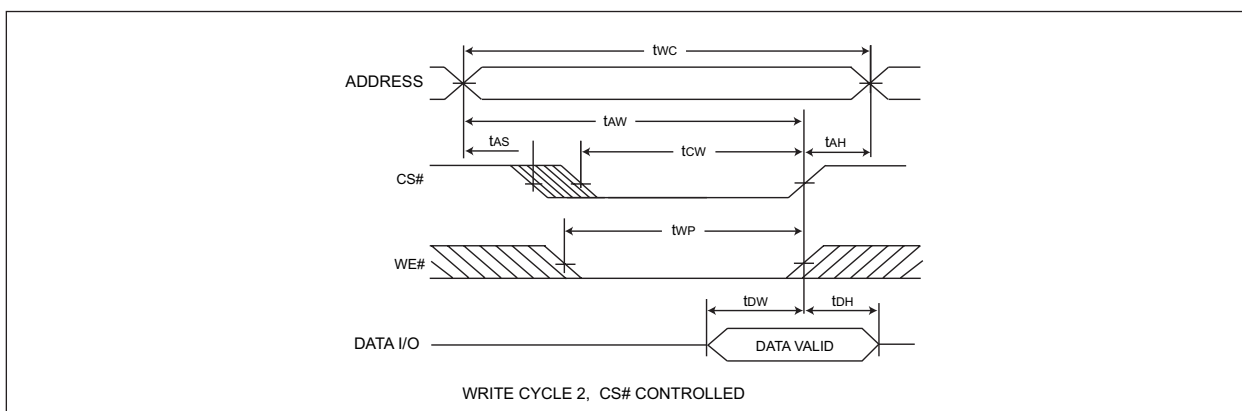 tWC
ADDRESS
tAW
tAS
tCW
tAH
CS#
tWP
WE#
tDW
tDH
DATA I/O
DATA VALID
WRITE CYCLE 2, CS# CONTROLLED